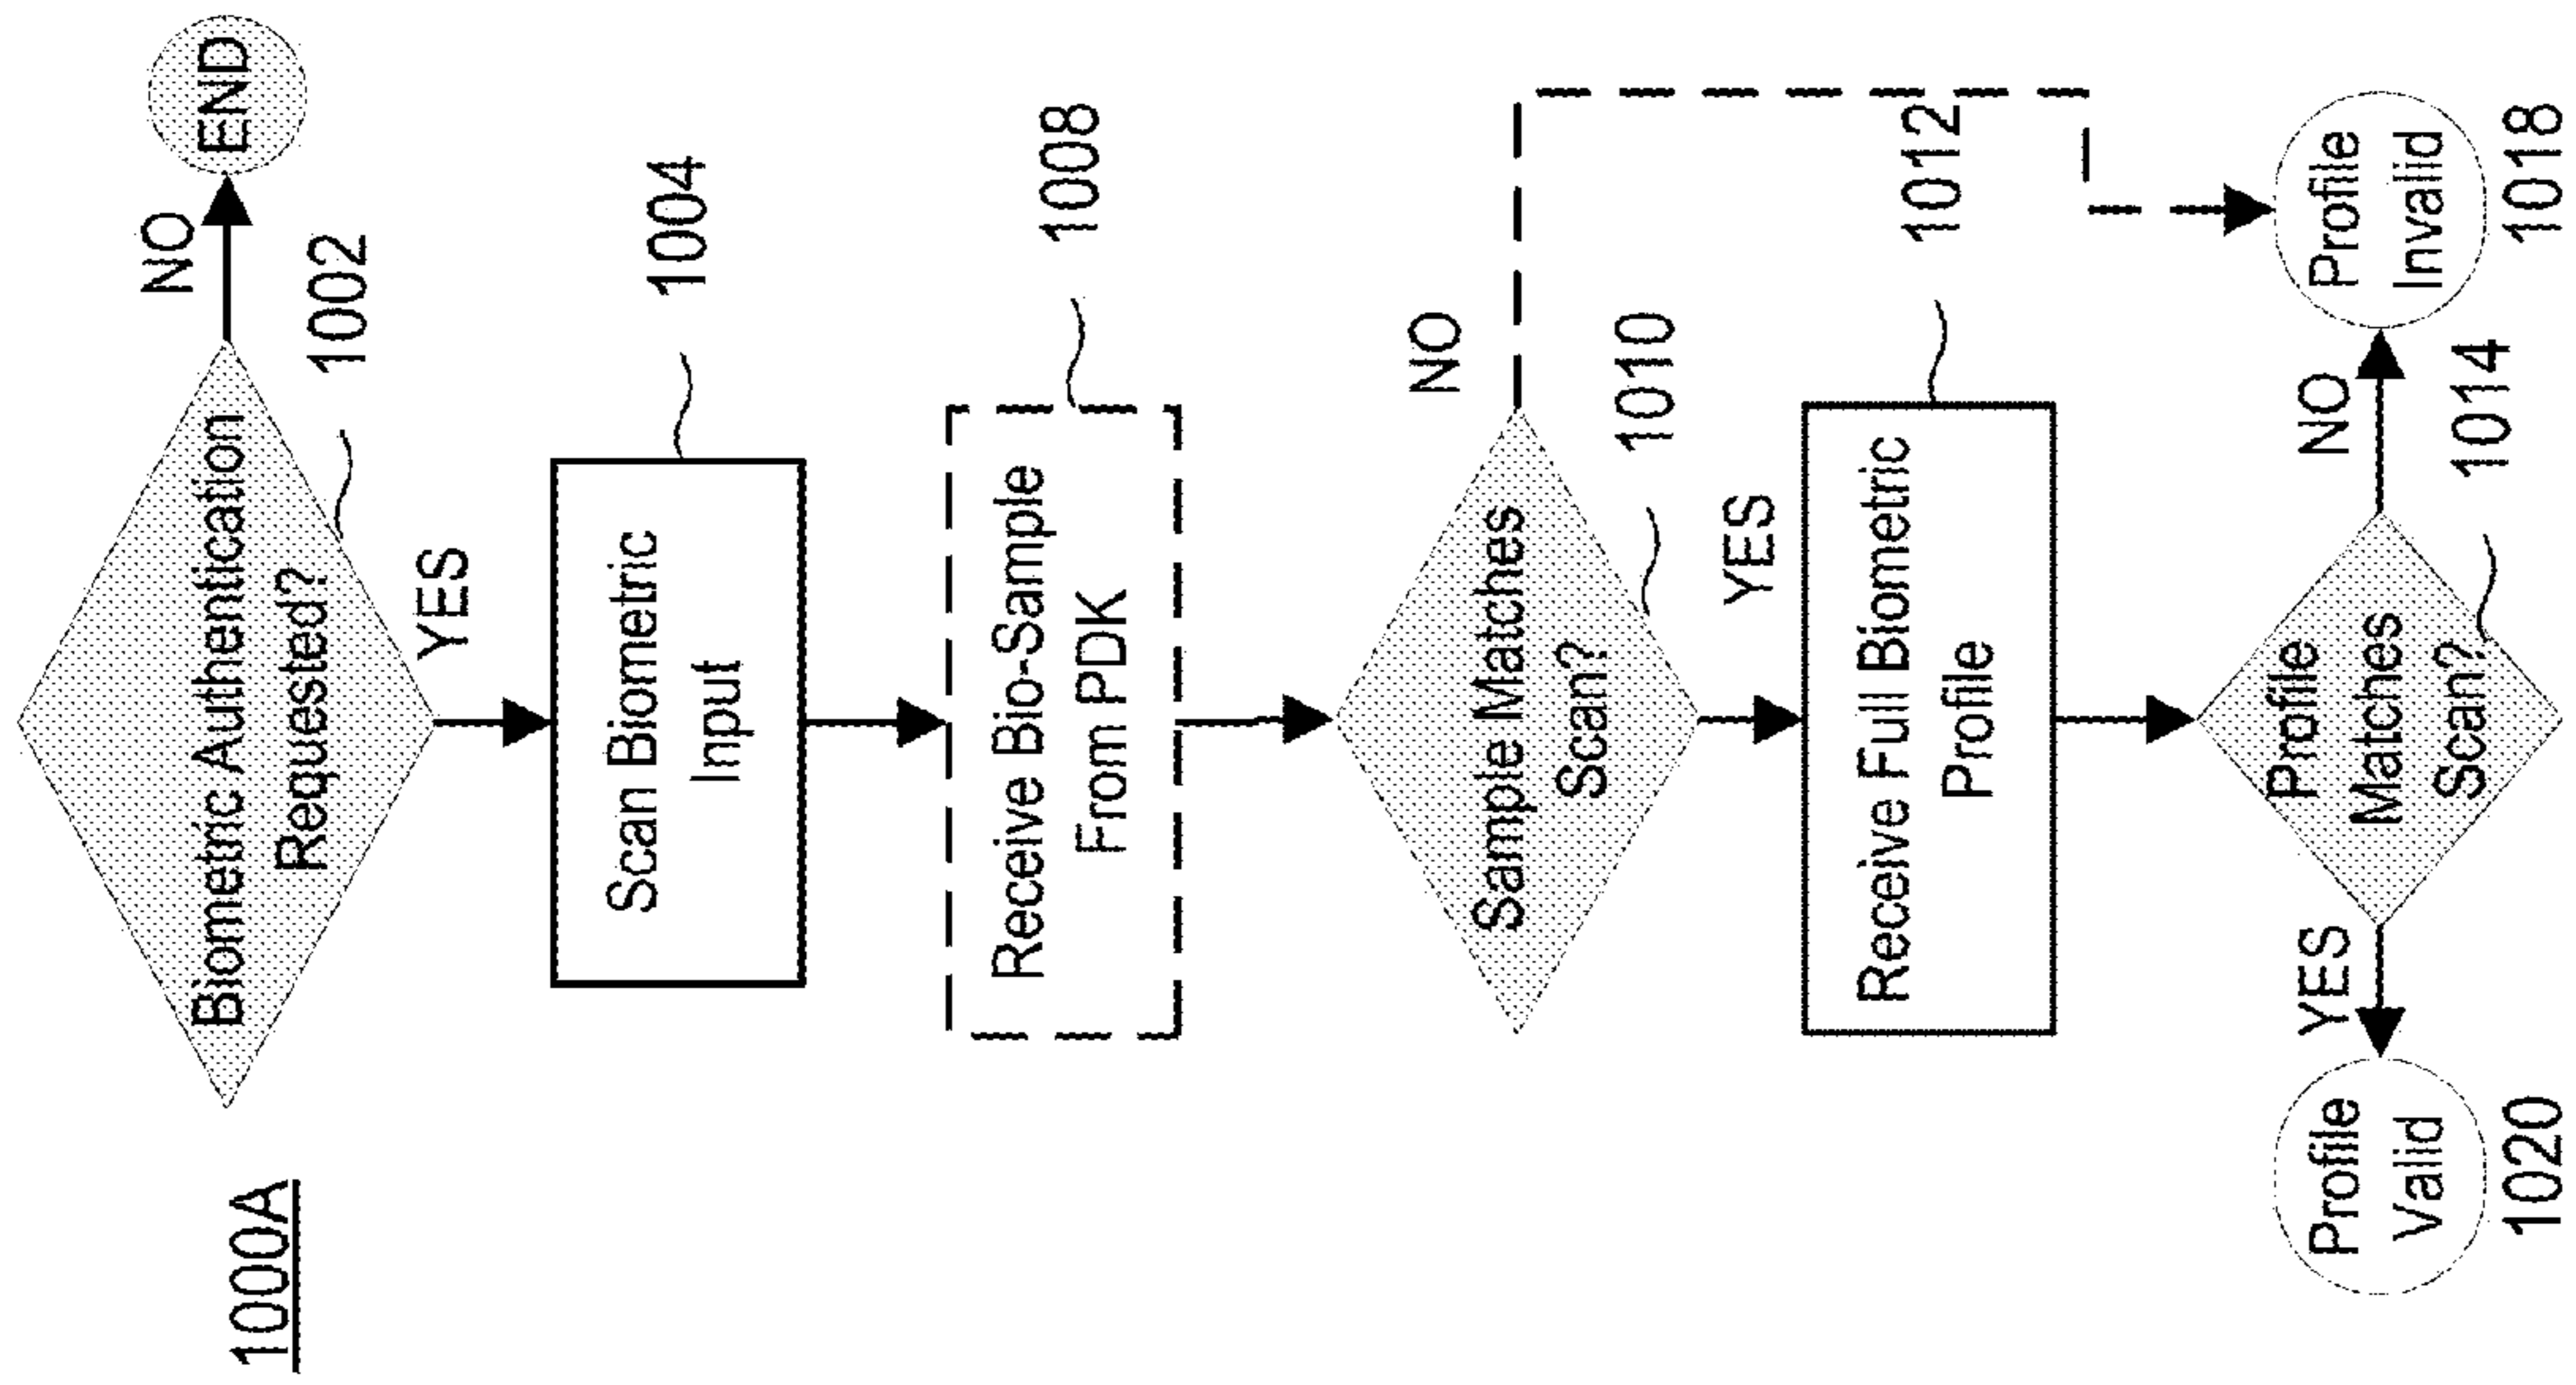 1000A
Biometric Authentication
Requested?
1002
NO
END
YES
Scan Biometric
Input
1004
Receive Bio-Sample
From PDK
1008
Sample Matches
Scan?
1010
NO
YES
Receive Full Biometric
Profile
1012
Profile
Matches
Scan?
1014
YES
Profile
Valid
1020
NO
Profile
Invalid
1018